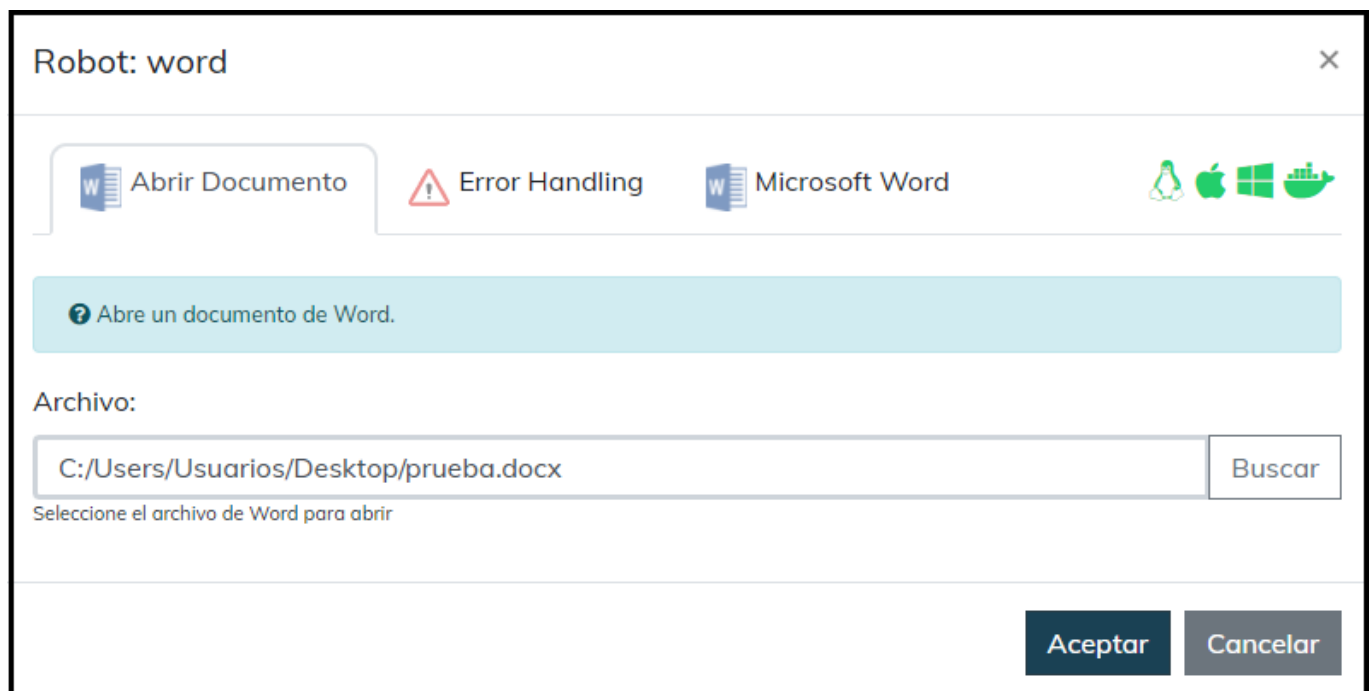 Robot: word ×
Abrir Documento Error Handling Microsoft Word
Abre un documento de Word.
Archivo:
C:/Users/Usuarios/Desktop/prueba.docx Buscar
Seleccione el archivo de Word para abrir
Aceptar Cancelar